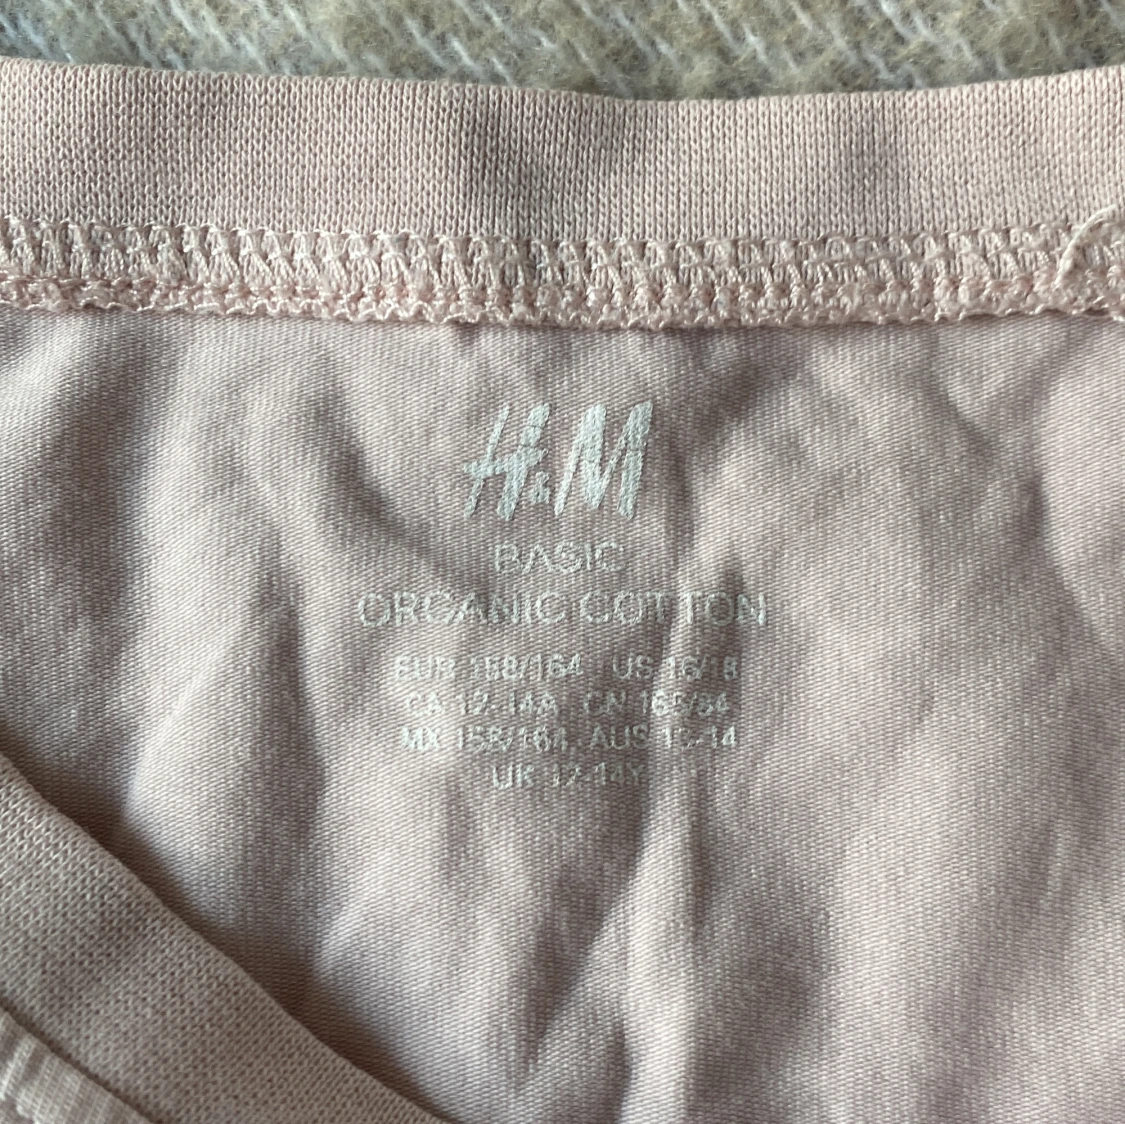 H&M
BASIC
ORGANIC COTTON
EUR 158/164 US 16/18
CA 12-14A CN 165/84
MX 158/164 AUS 12-14
UK 12-14Y